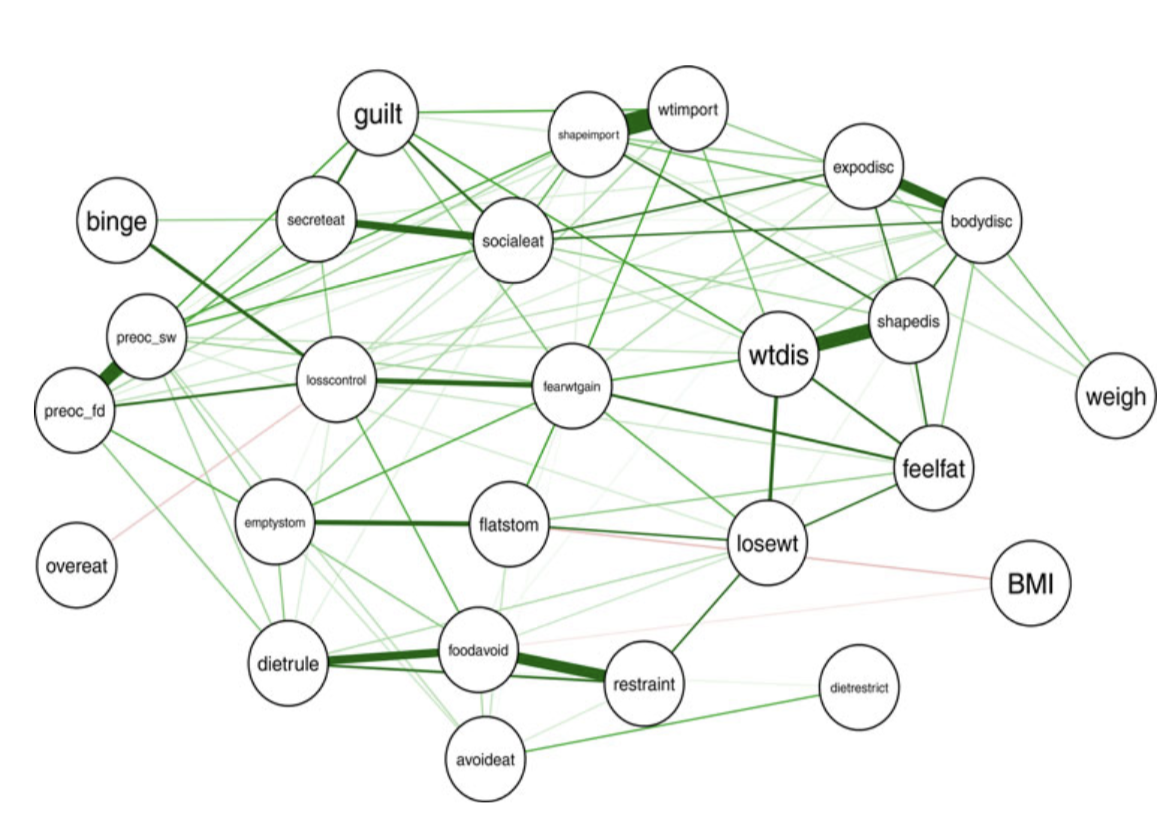 guilt
shapeimport
wtimport
expodisc
binge
secreteat
socialeat
bodydisc
preoc_sw
wtdis
shapedis
losscontrol
fearwtgain
preoc_fd
weigh
feelfat
emptystom
flatstom
losewt
overeat
BMI
dietrule
foodavoid
restraint
dietrestrict
avoideat